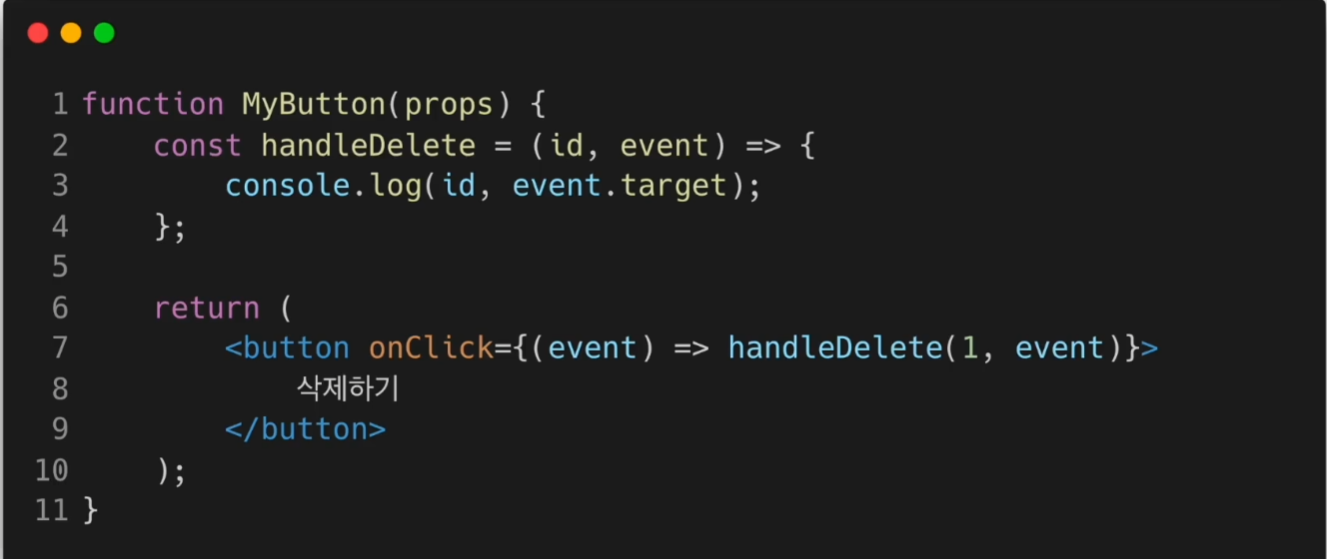 1 function MyButton(props) {
2     const handleDelete = (id, event) => {
3         console.log(id, event.target);
4     };
5
6     return (
7         <button onClick={(event) => handleDelete(1, event)}>
8             삭제하기
9         </button>
10     );
11 }